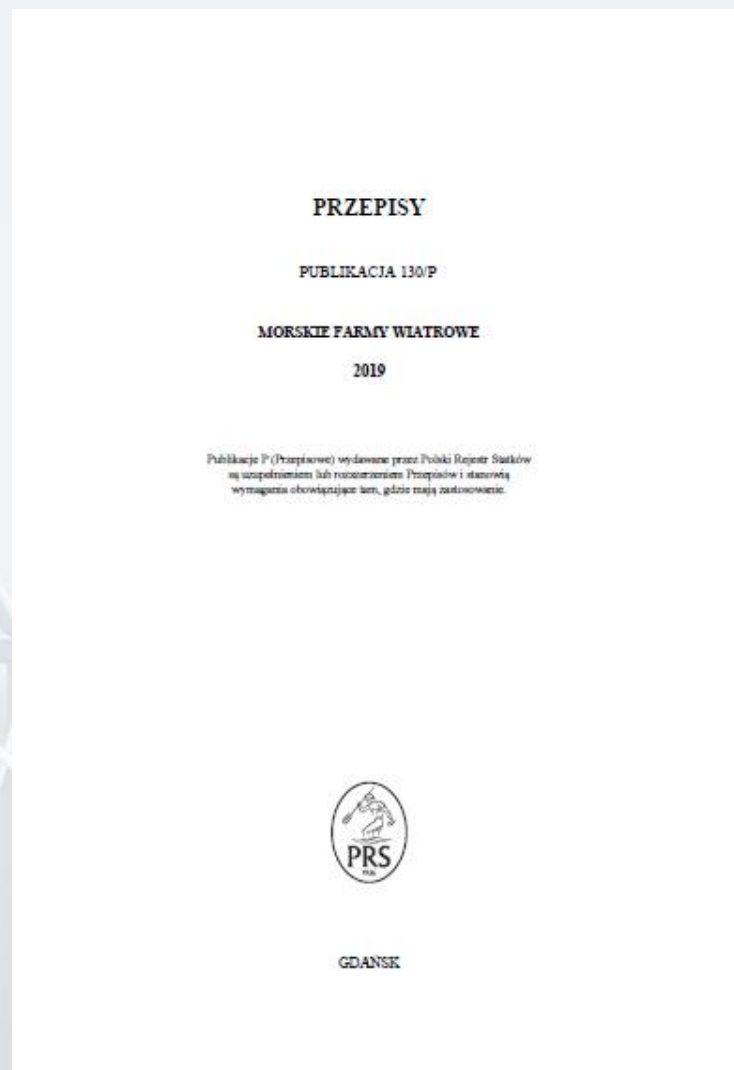 PRZEPISY
PUBLIKACJA 130/P
MORSKIE FARMY WIATROWE
2019
Publikacje P (Przepisowe) wydawane przez Polski Rejestr Statków
są uzupełnieniem lub rozszerzeniem Przepisów i stanowią
wymagania obowiązujące tam, gdzie mają zastosowanie.
PRS
1936
GDAŃSK